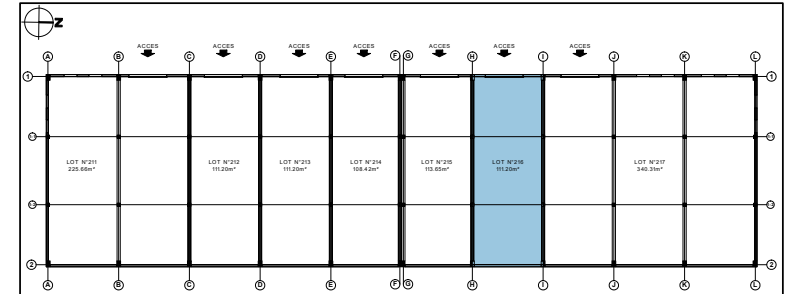 Z
ACCES ACCES ACCES ACCES ACCES ACCES ACCES
A B C D E F G H I J K L
1 1
LOT N°211 LOT N°212 LOT N°213 LOT N°214 LOT N°215 LOT N°216 LOT N°217
225.66m² 111.20m² 111.20m² 108.42m² 113.65m² 111.20m² 340.31m²
2 2
A B C D E F G H I J K L